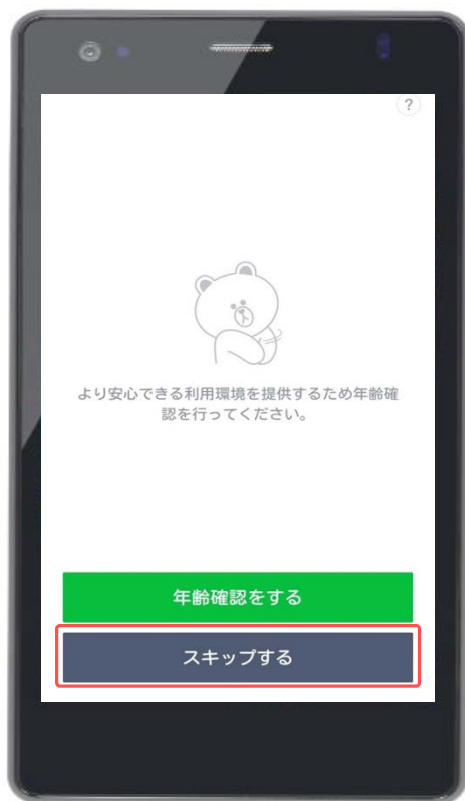 ?
より安心できる利用環境を提供するため年齢確
認を行ってください。
年齢確認をする
スキップする